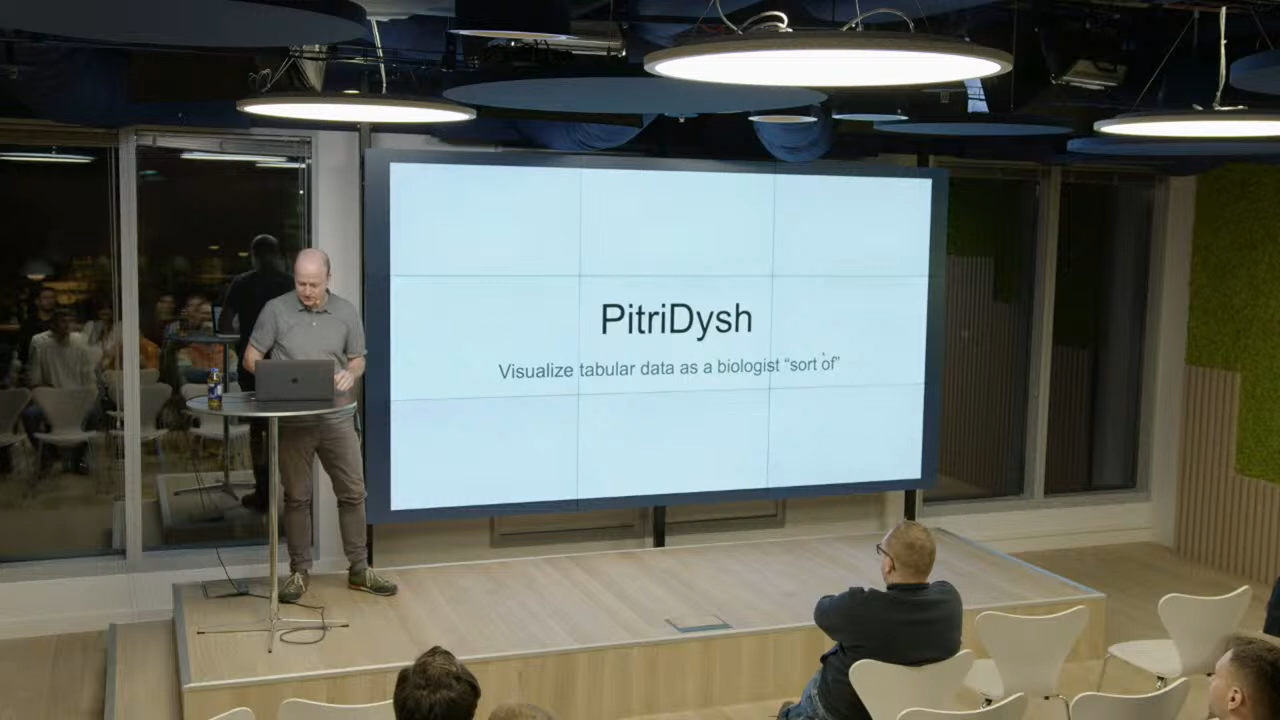 PitriDysh
Visualize tabular data as a biologist “sort of”